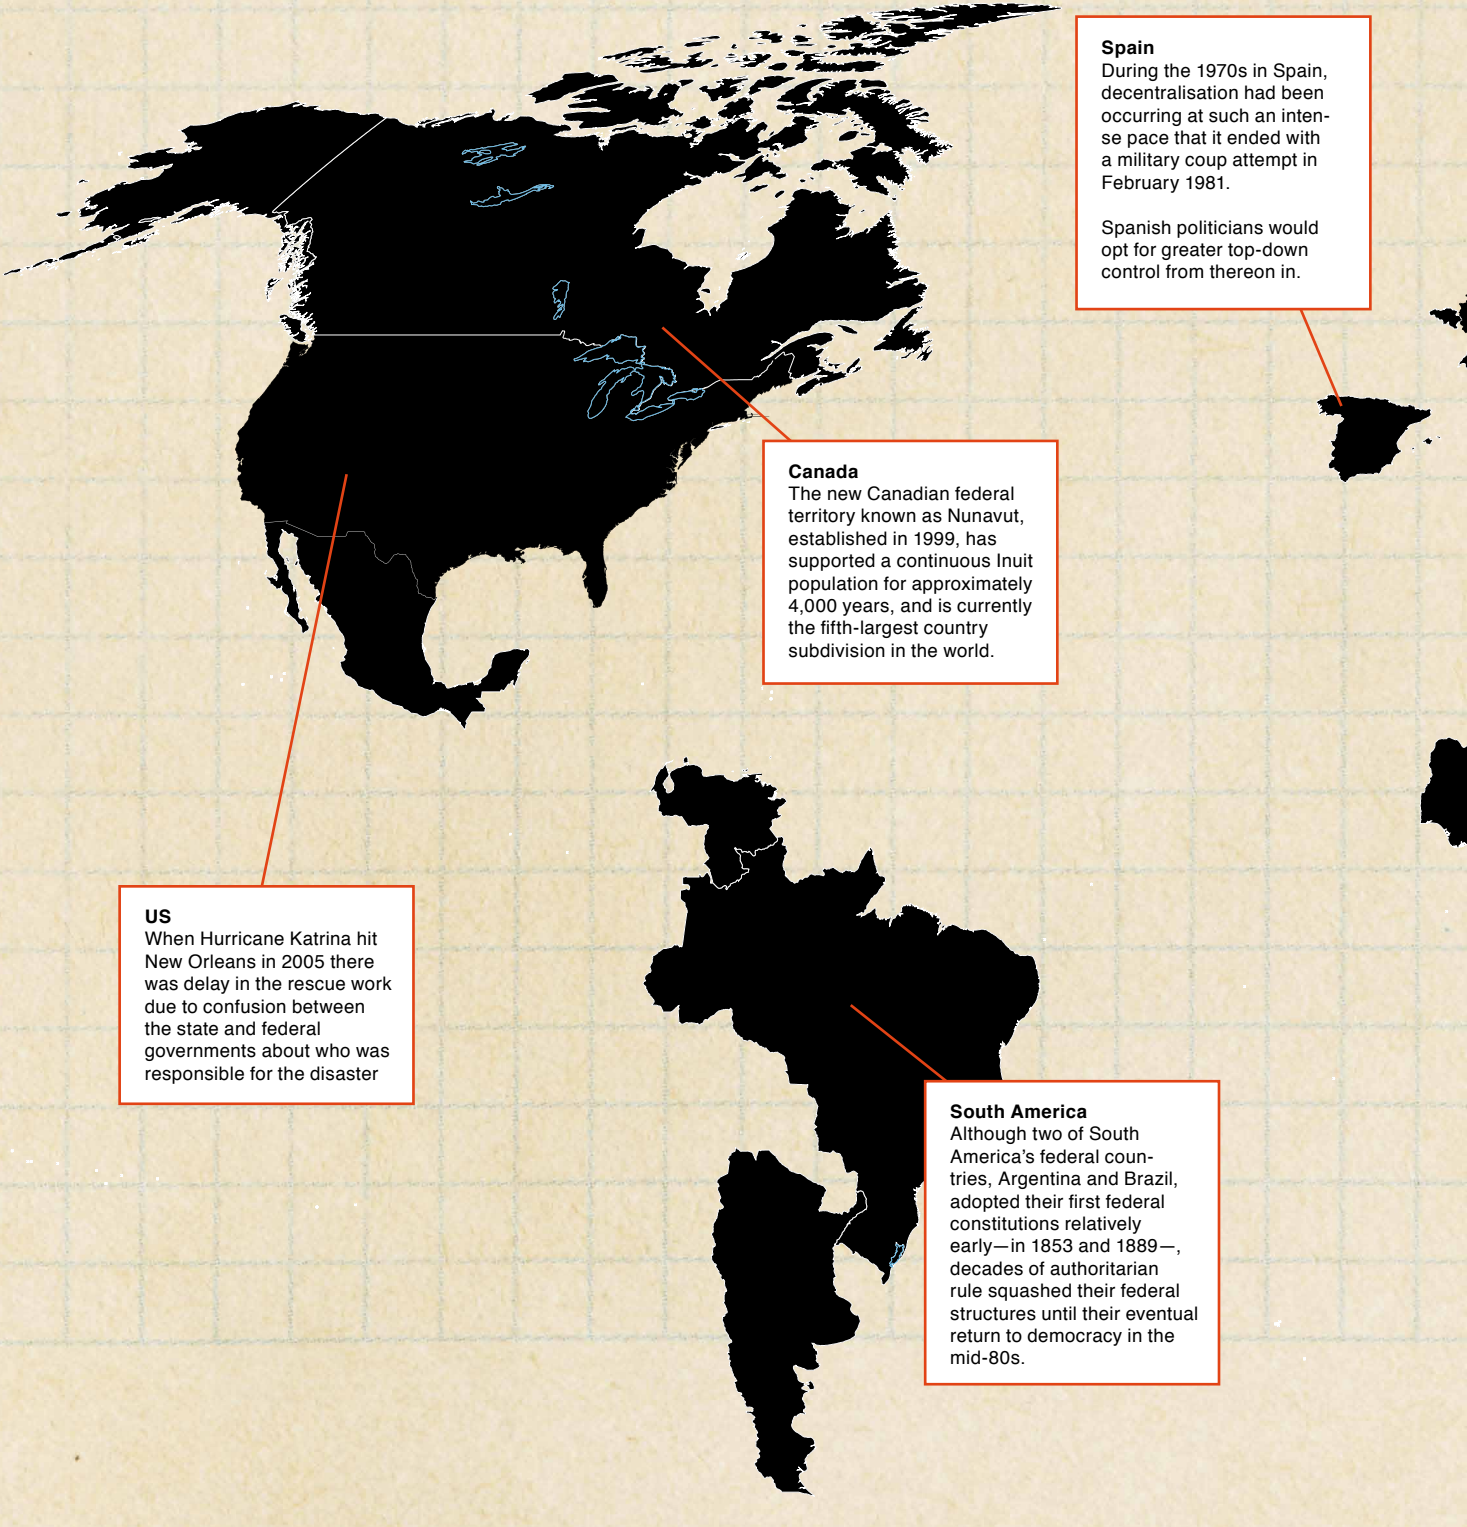 Spain
During the 1970s in Spain,
decentralisation had been
occurring at such an inten-
se pace that it ended with
a military coup attempt in
February 1981.
Spanish politicians would
opt for greater top-down
control from thereon in.
Canada
The new Canadian federal
territory known as Nunavut,
established in 1999, has
supported a continuous Inuit
population for approximately
4,000 years, and is currently
the fifth-largest country
subdivision in the world.
US
When Hurricane Katrina hit
New Orleans in 2005 there
was delay in the rescue work
due to confusion between
the state and federal
governments about who was
responsible for the disaster
South America
Although two of South
America’s federal coun-
tries, Argentina and Brazil,
adopted their first federal
constitutions relatively
early—in 1853 and 1889—,
decades of authoritarian
rule squashed their federal
structures until their eventual
return to democracy in the
mid-80s.